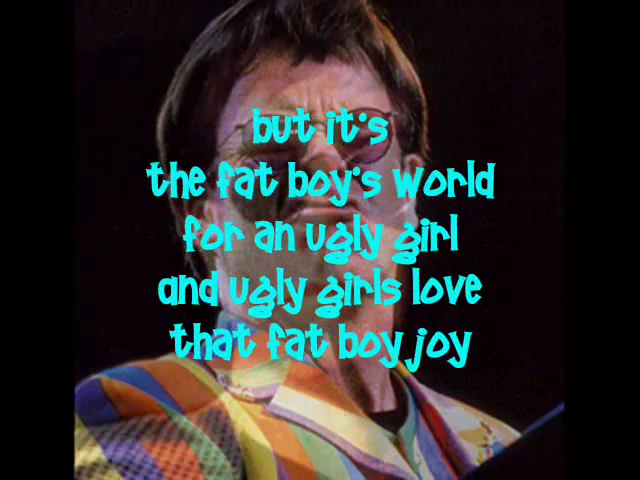 but it's
the fat boy's world
for an ugly girl
and ugly girls love
that fat boy joy